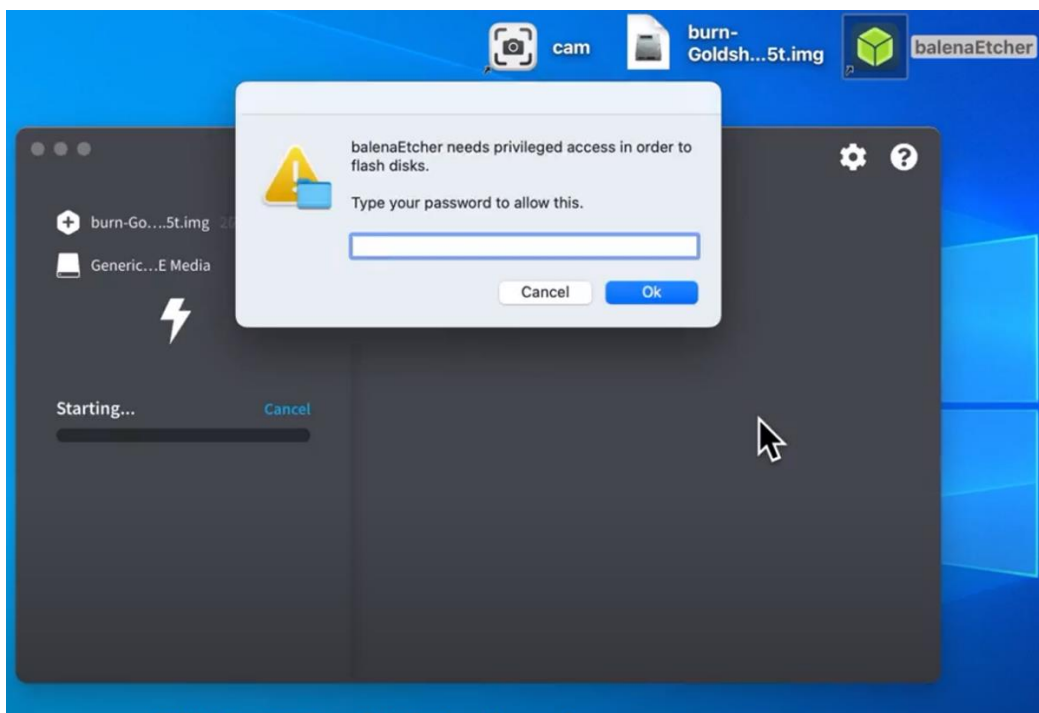 cam
burn-
Goldsh...5t.img
balenaEtcher
balenaEtcher needs privileged access in order to
flash disks.
Type your password to allow this.
Cancel
Ok
burn-Go....5t.img
Generic...E Media
Starting...
Cancel